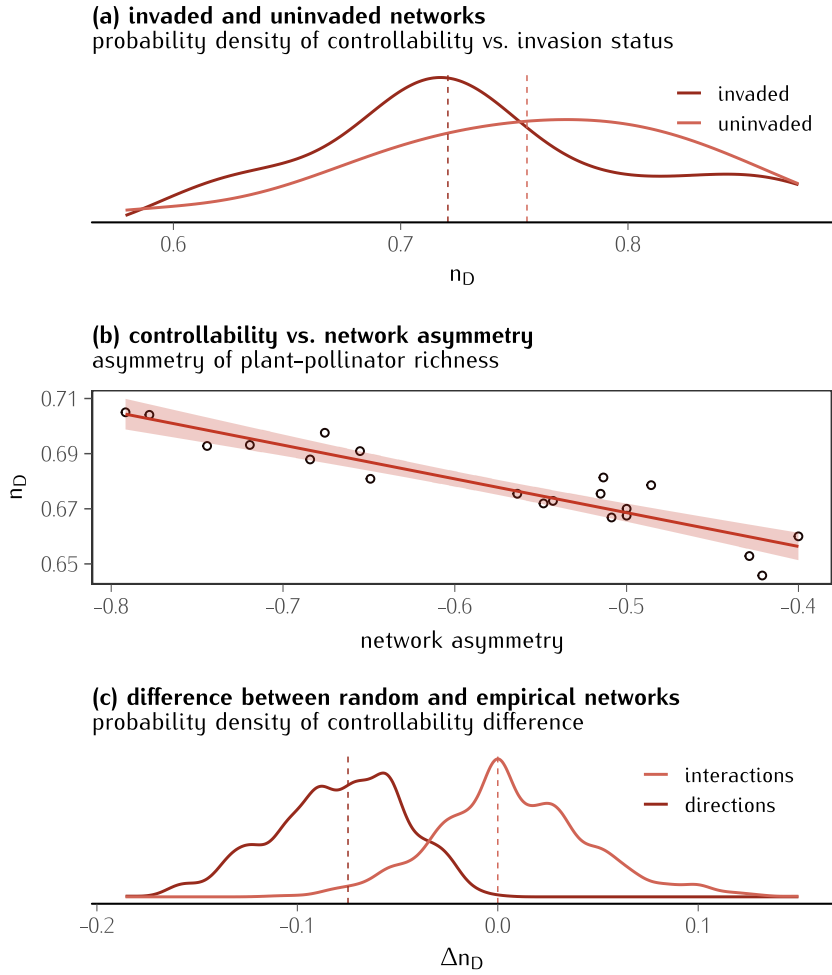 (a) invaded and uninvaded networks
probability density of controllability vs. invasion status
invaded
uninvaded
0.6 0.7 0.8
nD
(b) controllability vs. network asymmetry
asymmetry of plant–pollinator richness
0.71
0.69
0.67
0.65
nD
−0.8 −0.7 −0.6 −0.5 −0.4
network asymmetry
(c) difference between random and empirical networks
probability density of controllability difference
interactions
directions
−0.2 −0.1 0.0 0.1
ΔnD